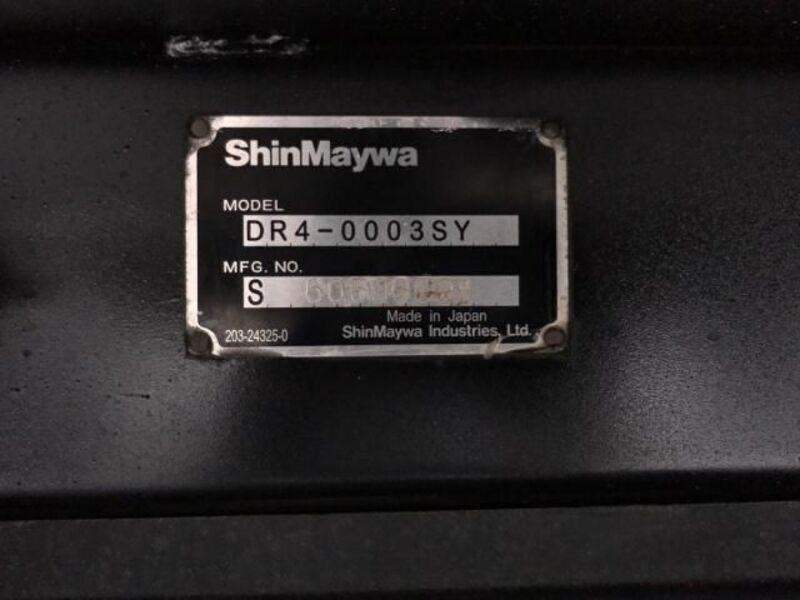 ShinMaywa
MODEL
DR4-0003SY
MFG. NO.
S
Made in Japan
203-24325-0
ShinMaywa Industries, Ltd.